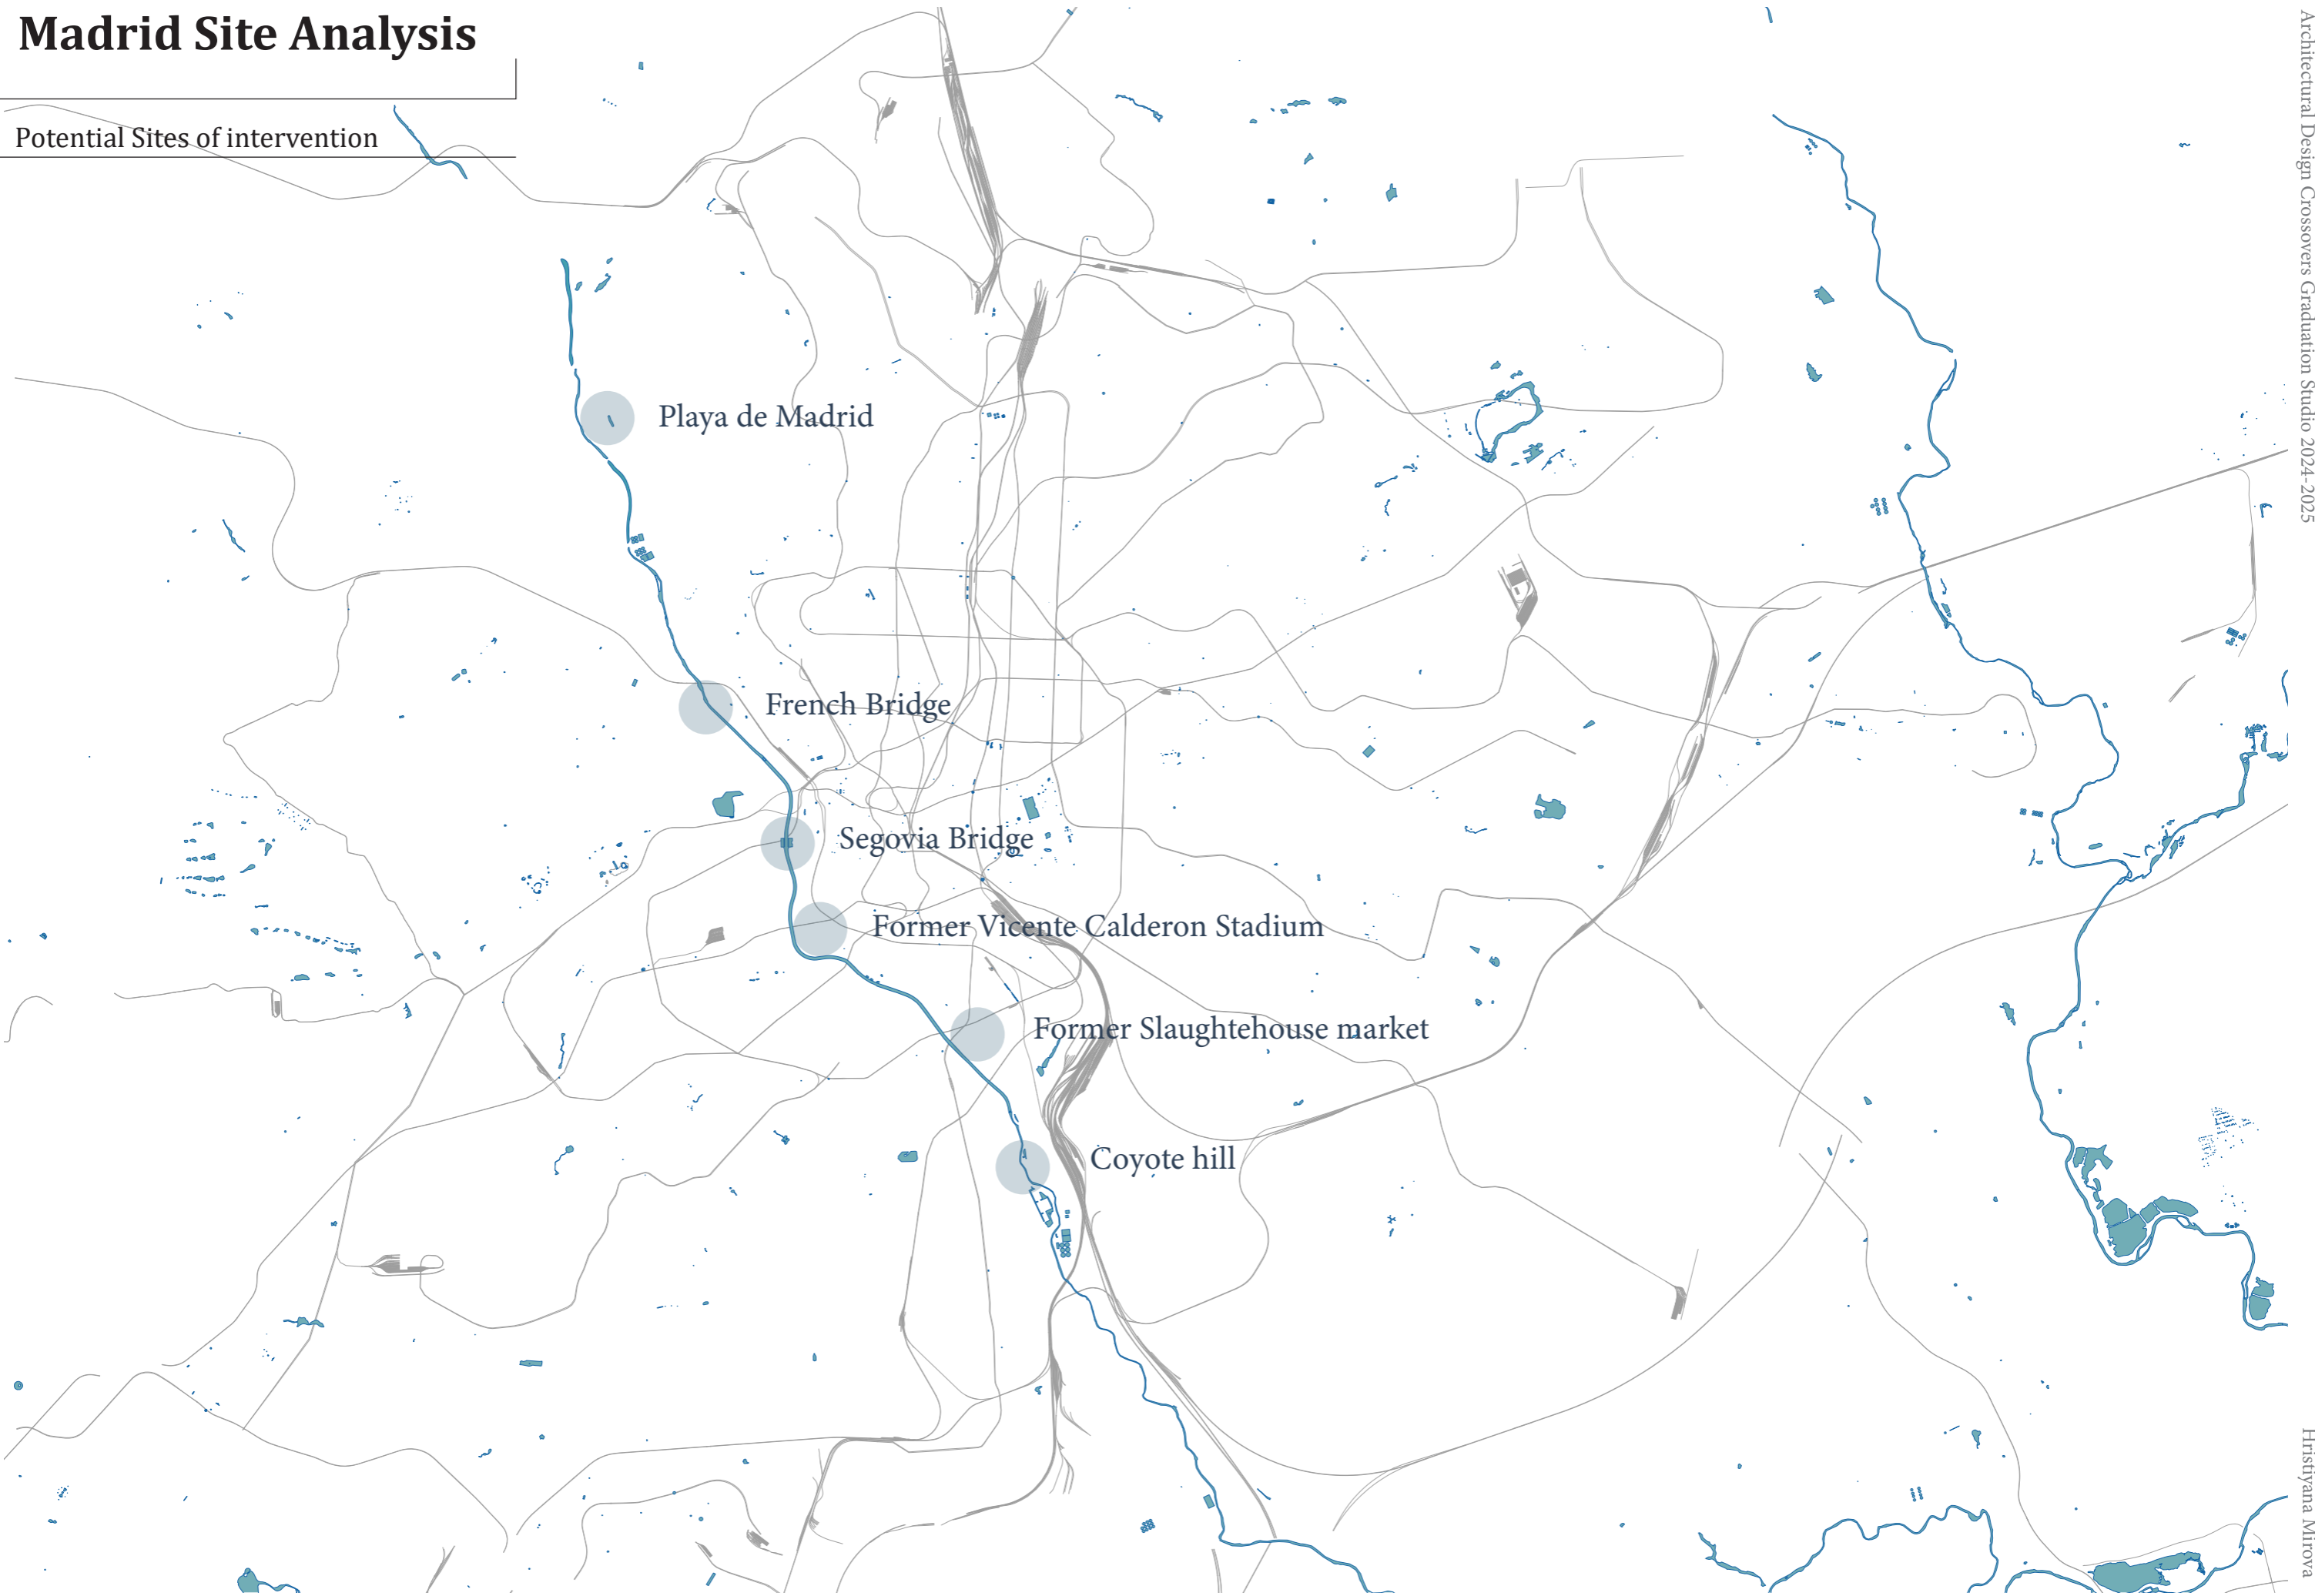 Madrid Site Analysis
Potential Sites of intervention
Playa de Madrid
French Bridge
Segovia Bridge
Former Vicente Calderon Stadium
Former Slaughtehouse market
Coyote hill
Architectural Design Crossovers Graduation Studio 2024-2025
Hristiyana Mirova